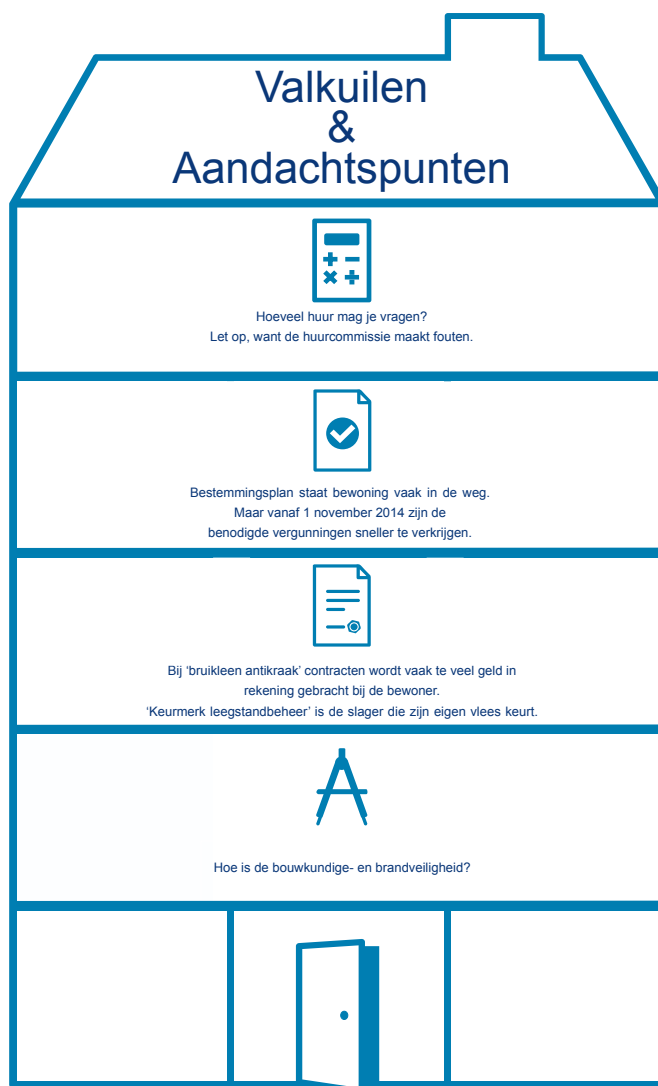 Valkuilen
&
Aandachtspunten
Hoeveel huur mag je vragen?
Let op, want de huurcommissie maakt fouten.
Bestemmingsplan staat bewoning vaak in de weg.
Maar vanaf 1 november 2014 zijn de
benodigde vergunningen sneller te verkrijgen.
Bij ‘bruikleen antikraak’ contracten wordt vaak te veel geld in
rekening gebracht bij de bewoner.
‘Keurmerk leegstandbeheer’ is de slager die zijn eigen vlees keurt.
Hoe is de bouwkundige- en brandveiligheid?